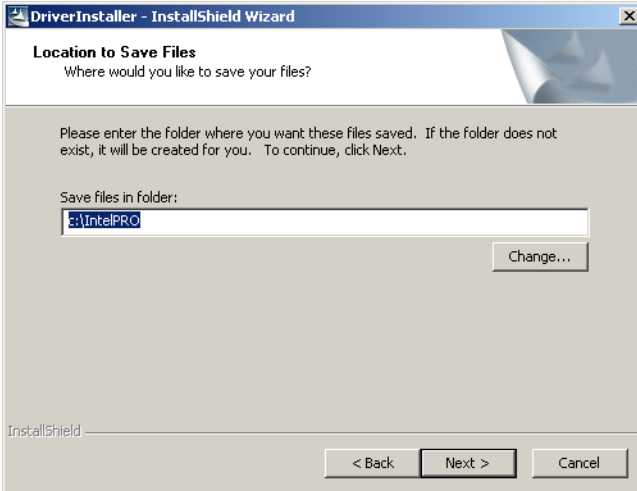 DriverInstaller - InstallShield Wizard
Location to Save Files
Where would you like to save your files?
Please enter the folder where you want these files saved.  If the folder does not
exist, it will be created for you.   To continue, click Next.
Save files in folder:
c:\IntelPRO
Change...
InstallShield
< Back
Next >
Cancel